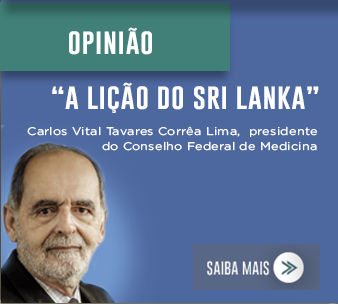 OPINIÃO
“A LIÇÃO DO SRI LANKA”
Carlos Vital Tavares Corrêa Lima, presidente
do Conselho Federal de Medicina
SAIBA MAIS